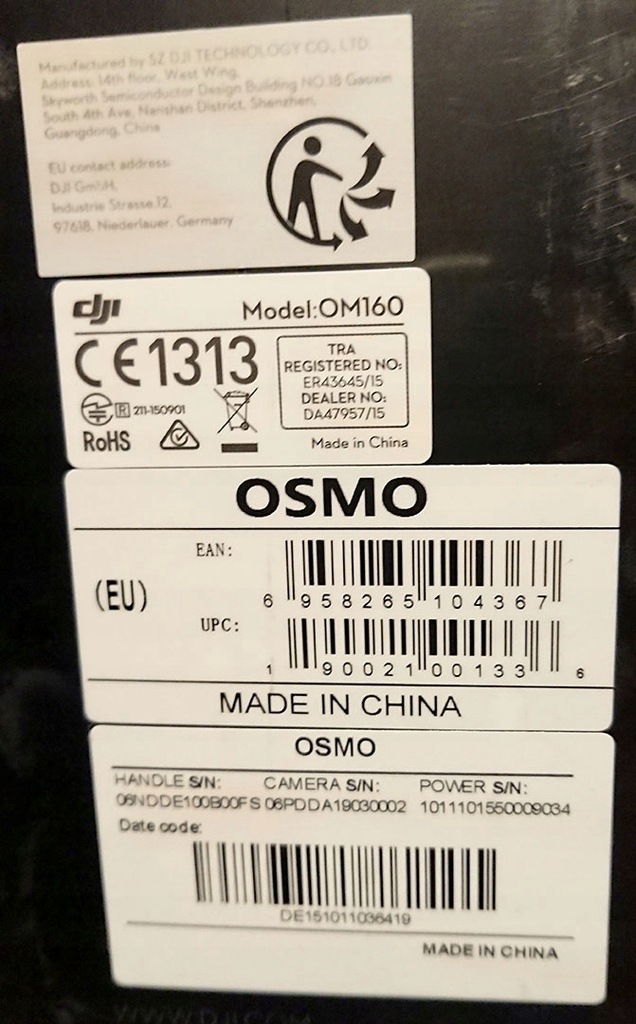 Manufactured by SZ DJI TECHNOLOGY CO., LTD.
Address: 14th floor, West Wing,
Skyworth Semiconductor Design Building NO.18 Gaoxin
South 4th Ave, Nanshan District, Shenzhen,
Guangdong, China
EU contact address:
DJI GmbH,
Industrie Strasse.12,
97618, Niederlauer, Germany
dji Model:OM160
CE1313
TRA
REGISTERED NO:
ER43645/15
DEALER NO:
DA47957/15
R 211-150901
RoHS
Made in China
OSMO
EAN:
6 958265 104367
(EU)
UPC:
1 90021 00133 6
MADE IN CHINA
OSMO
HANDLE S/N: CAMERA S/N: POWER S/N:
06NDDE100B00FS 06PDDA19030002 1011101550009034
Date code:
DE151011036419
MADE IN CHINA
WWW.DJI.COM